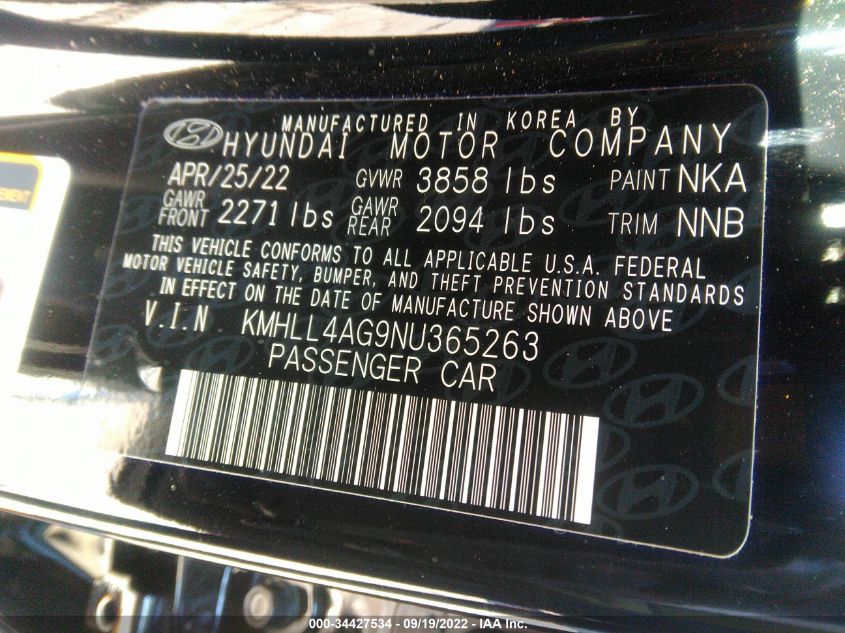 MANUFACTURED IN KOREA BY
HYUNDAI MOTOR COMPANY
APR/25/22 GVWR 3858 lbs PAINT NKA
GAWR FRONT 2271 lbs GAWR REAR 2094 lbs TRIM NNB
THIS VEHICLE CONFORMS TO ALL APPLICABLE U.S.A. FEDERAL
MOTOR VEHICLE SAFETY, BUMPER, AND THEFT PREVENTION STANDARDS
IN EFFECT ON THE DATE OF MANUFACTURE SHOWN ABOVE
V.I.N KMHLL4AG9NU365263
PASSENGER CAR
000-34427534 - 09/19/2022 - IAA Inc.